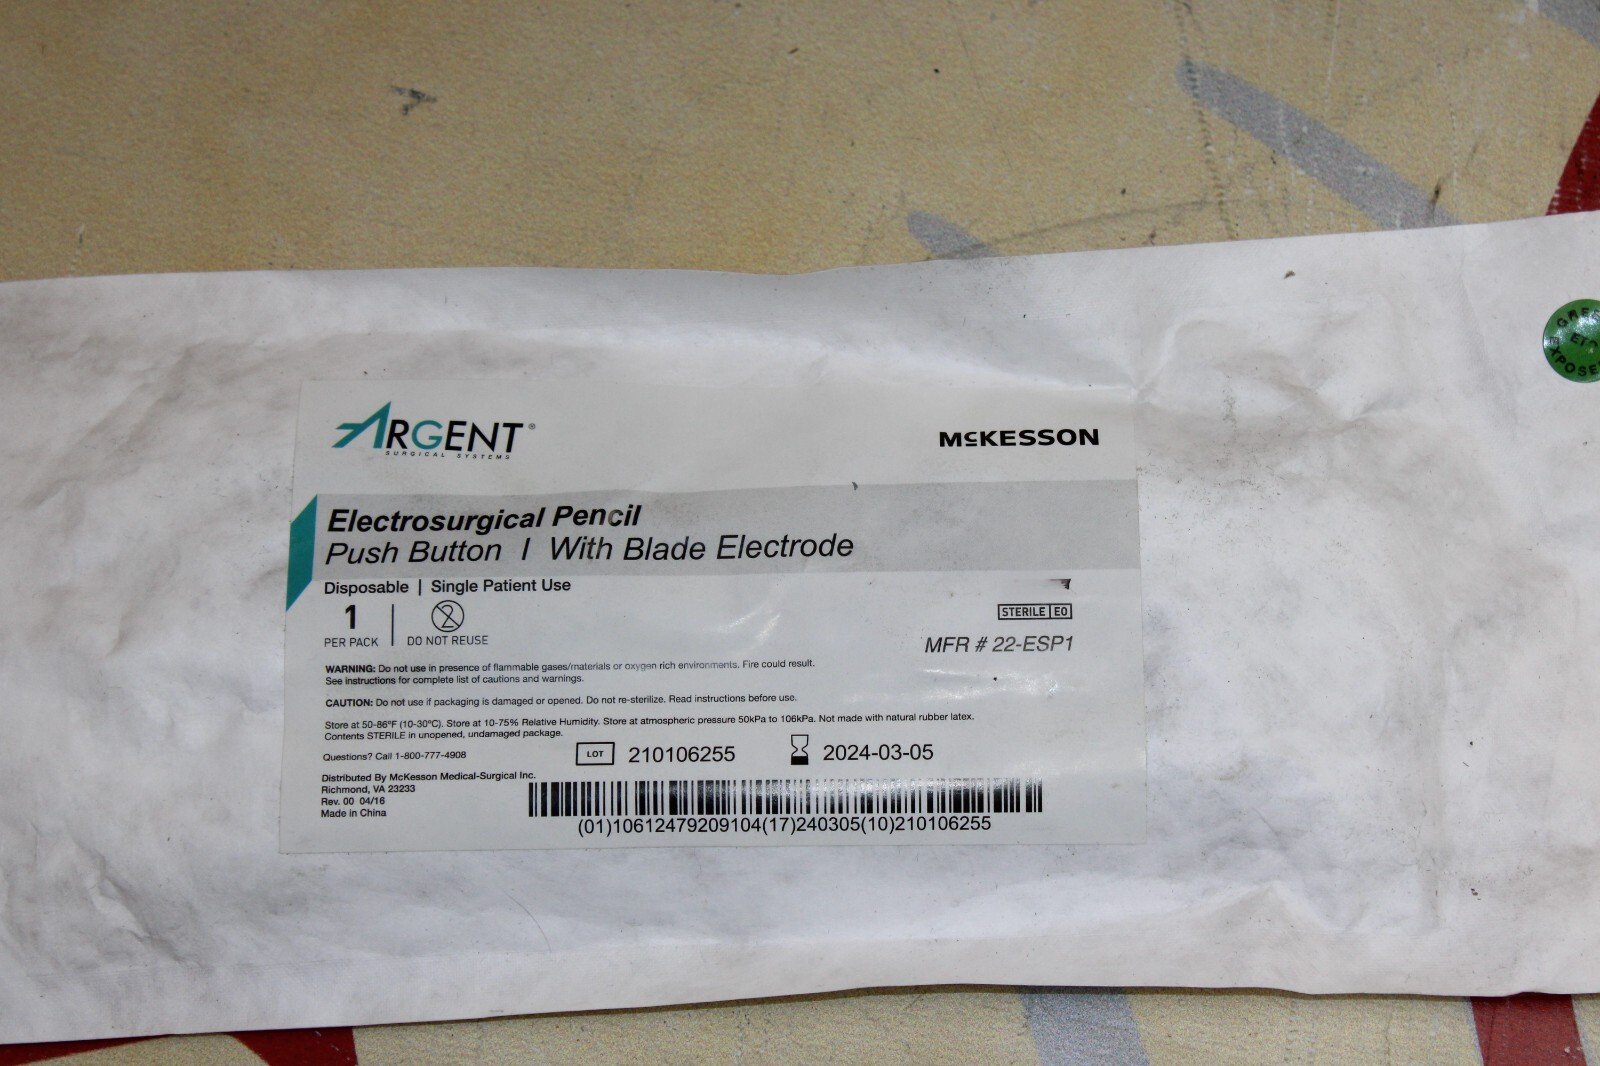 ARGENT®
SURGICAL SYSTEMS
McKESSON
Electrosurgical Pencil
Push Button | With Blade Electrode
Disposable | Single Patient Use
1
PER PACK
2
DO NOT REUSE
STERILE EO
MFR # 22-ESP1
WARNING: Do not use in presence of flammable gases/materials or oxygen rich environments. Fire could result.
See instructions for complete list of cautions and warnings.
CAUTION: Do not use if packaging is damaged or opened. Do not re-sterilize. Read instructions before use.
Store at 50-86°F (10-30°C). Store at 10-75% Relative Humidity. Store at atmospheric pressure 50kPa to 106kPa. Not made with natural rubber latex.
Contents STERILE in unopened, undamaged package.
Questions? Call 1-800-777-4908
LOT 210106255
2024-03-05
Distributed By McKesson Medical-Surgical Inc.
Richmond, VA 23233
Rev. 00 04/16
Made in China
(01)10612479209104(17)240305(10)210106255